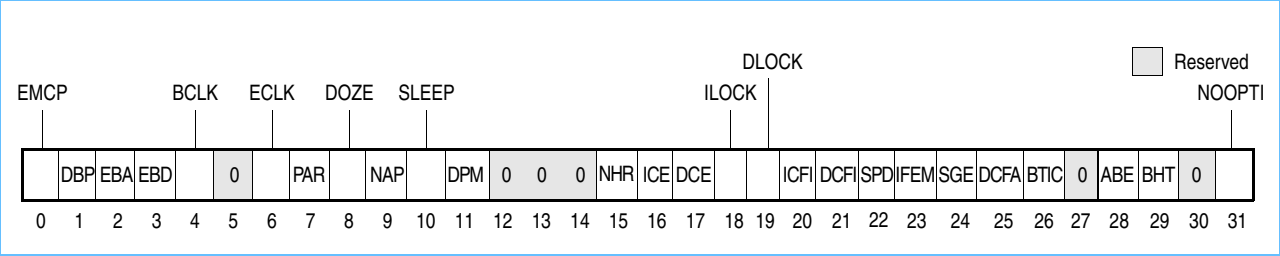 DLOCK
Reserved
EMCP BCLK ECLK DOZE SLEEP ILOCK NOOPTI
DBP EBA EBD 0 PAR NAP DPM 0 0 0 NHR ICE DCE ICFI DCFI SPD IFEM SGE DCFA BTIC 0 ABE BHT 0
0 1 2 3 4 5 6 7 8 9 10 11 12 13 14 15 16 17 18 19 20 21 22 23 24 25 26 27 28 29 30 31